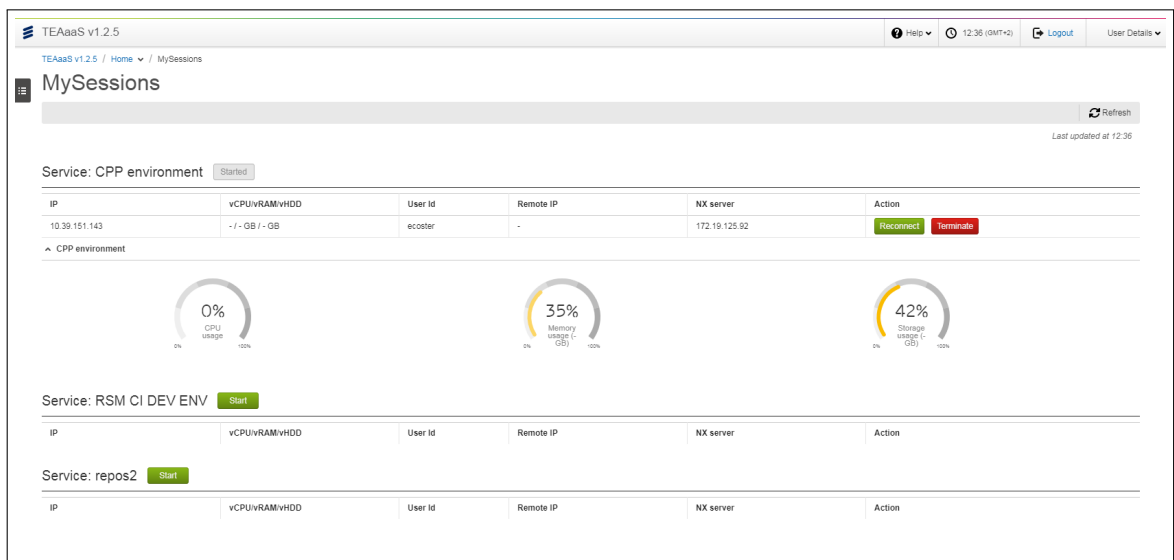 TEAaaS v1.2.5 Help 12:36 (GMT+2) Logout User Details
TEAaaS v1.2.5 / Home / MySessions
MySessions
Refresh
Last updated at 12:36
Service: CPP environment Started
IP vCPU/vRAM/vHDD User Id Remote IP NX server Action
10.39.151.143 - / - GB / - GB ecoster - 172.19.125.92 Reconnect Terminate
CPP environment
0% 35% 42%
CPU Memory Storage
usage usage (- usage (-
GB) GB)
0% 100% 0% 100% 0% 100%
Service: RSM CI DEV ENV Start
IP vCPU/vRAM/vHDD User Id Remote IP NX server Action
Service: repos2 Start
IP vCPU/vRAM/vHDD User Id Remote IP NX server Action